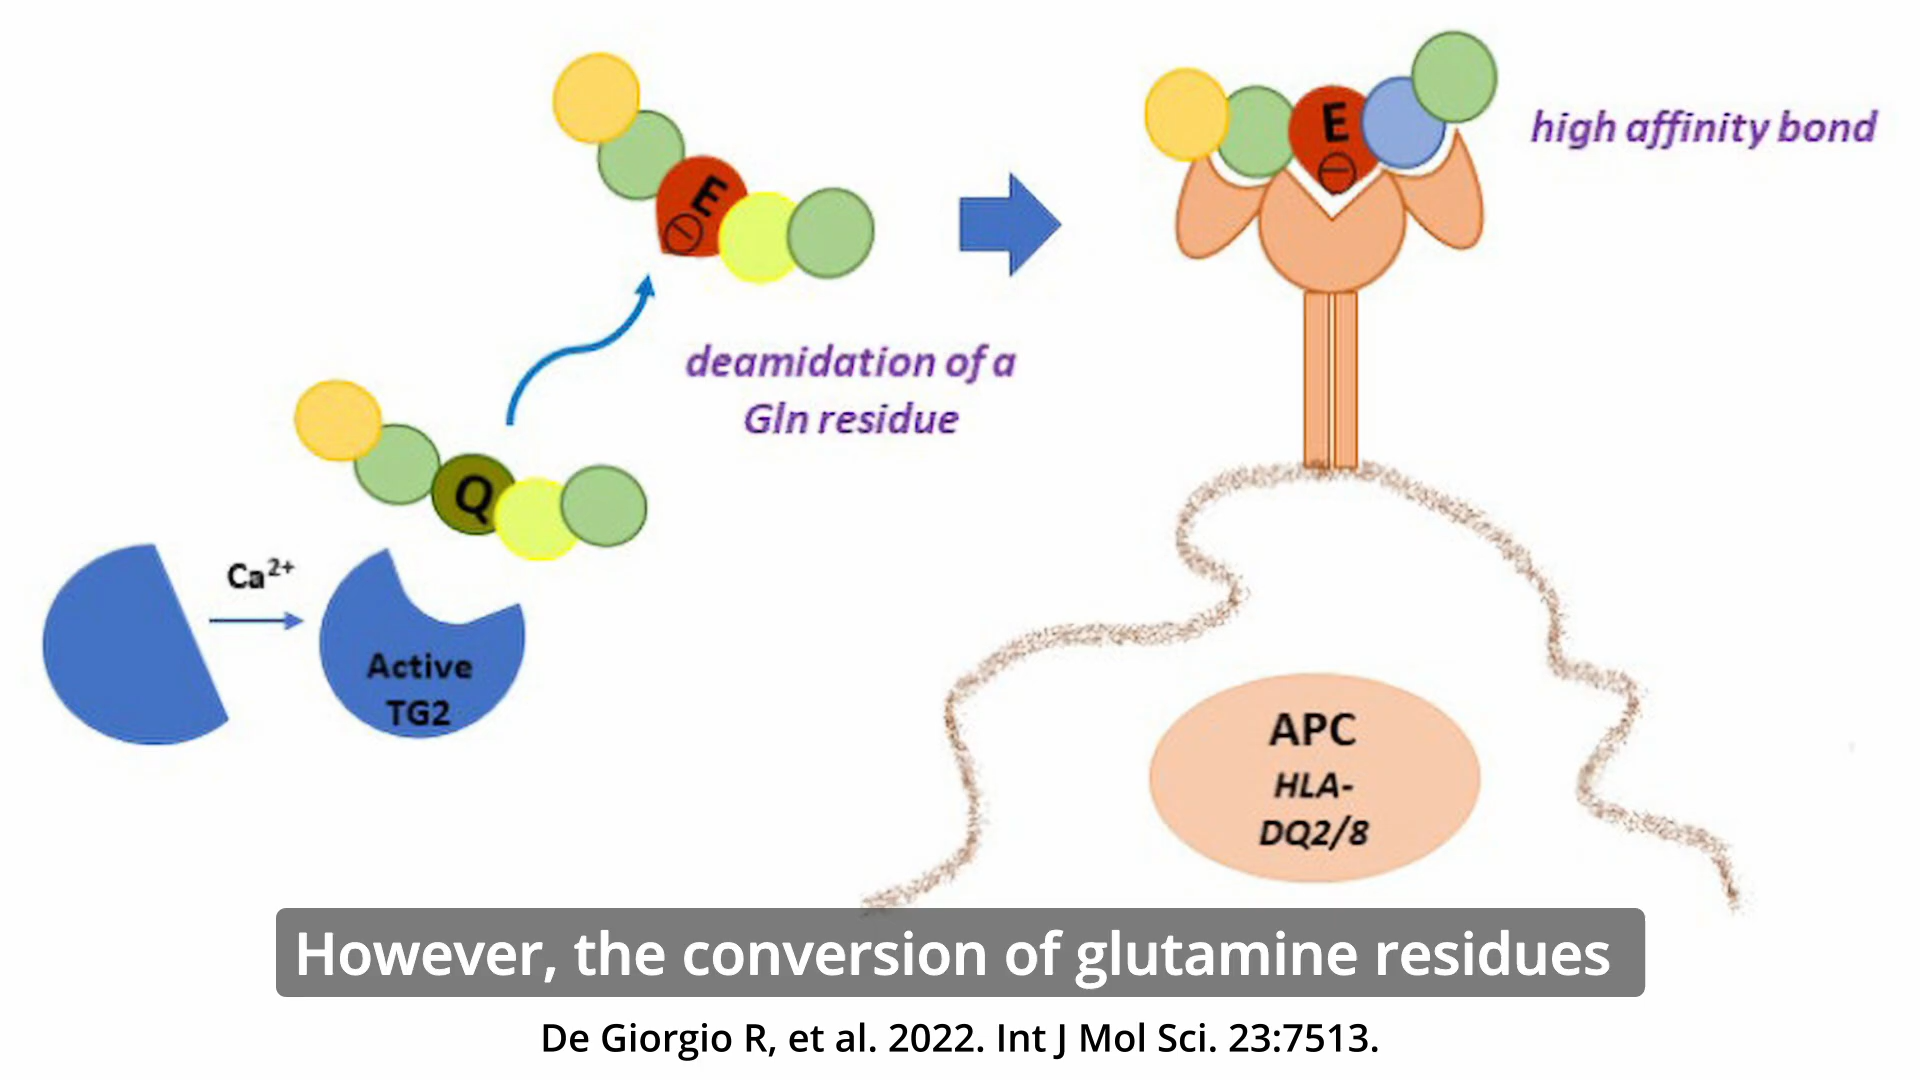 E
high affinity bond
E
deamidation of a
Gln residue
Q
Ca²⁺
Active
TG2
APC
HLA-
DQ2/8
However, the conversion of glutamine residues
De Giorgio R, et al. 2022. Int J Mol Sci. 23:7513.